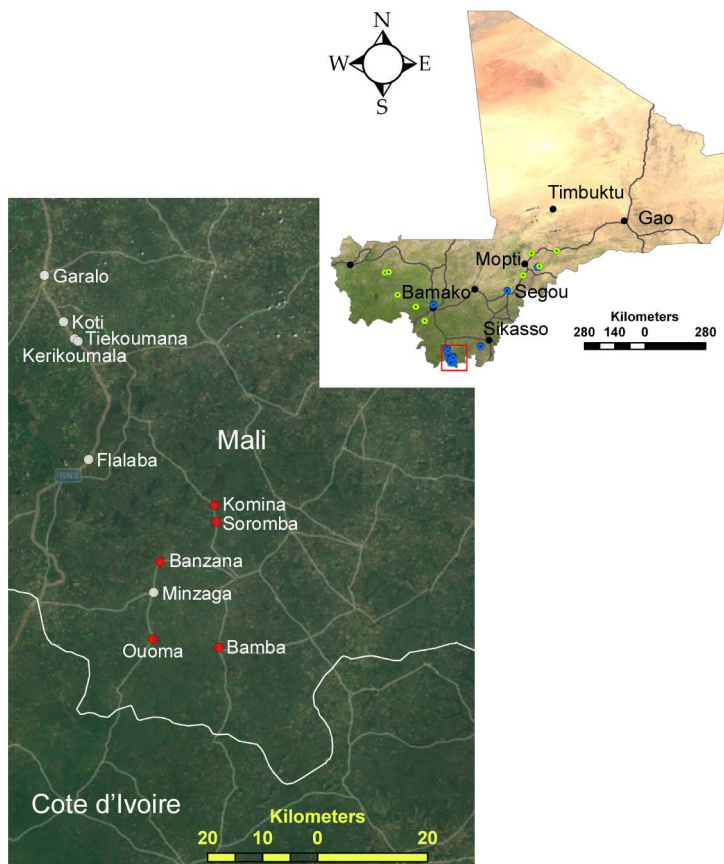 N
W E
S
Timbuktu
Gao
Mopti
Bamako
Segou
Sikasso
Kilometers
280 140 0 280
Garalo
Koti
Tiekoumana
Kerikoumala
Mali
Flalaba
RN9
Komina
Soromba
Banzana
Minzaga
Ouoma
Bamba
Cote d'Ivoire
Kilometers
20 10 0 20